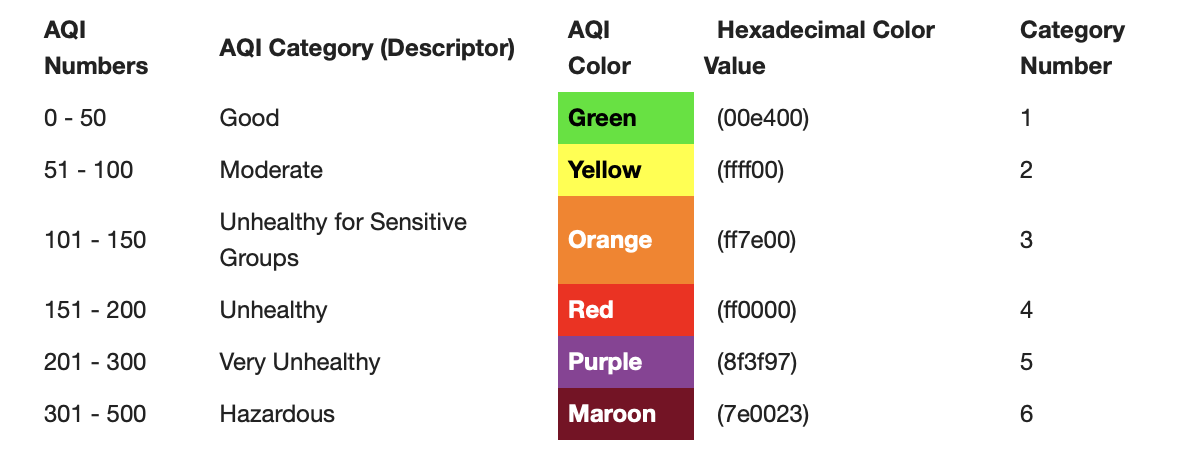 AQI Numbers AQI Category (Descriptor) AQI Color Hexadecimal Color Value Category Number
0 - 50 Good Green (00e400) 1
51 - 100 Moderate Yellow (ffff00) 2
101 - 150 Unhealthy for Sensitive Groups Orange (ff7e00) 3
151 - 200 Unhealthy Red (ff0000) 4
201 - 300 Very Unhealthy Purple (8f3f97) 5
301 - 500 Hazardous Maroon (7e0023) 6